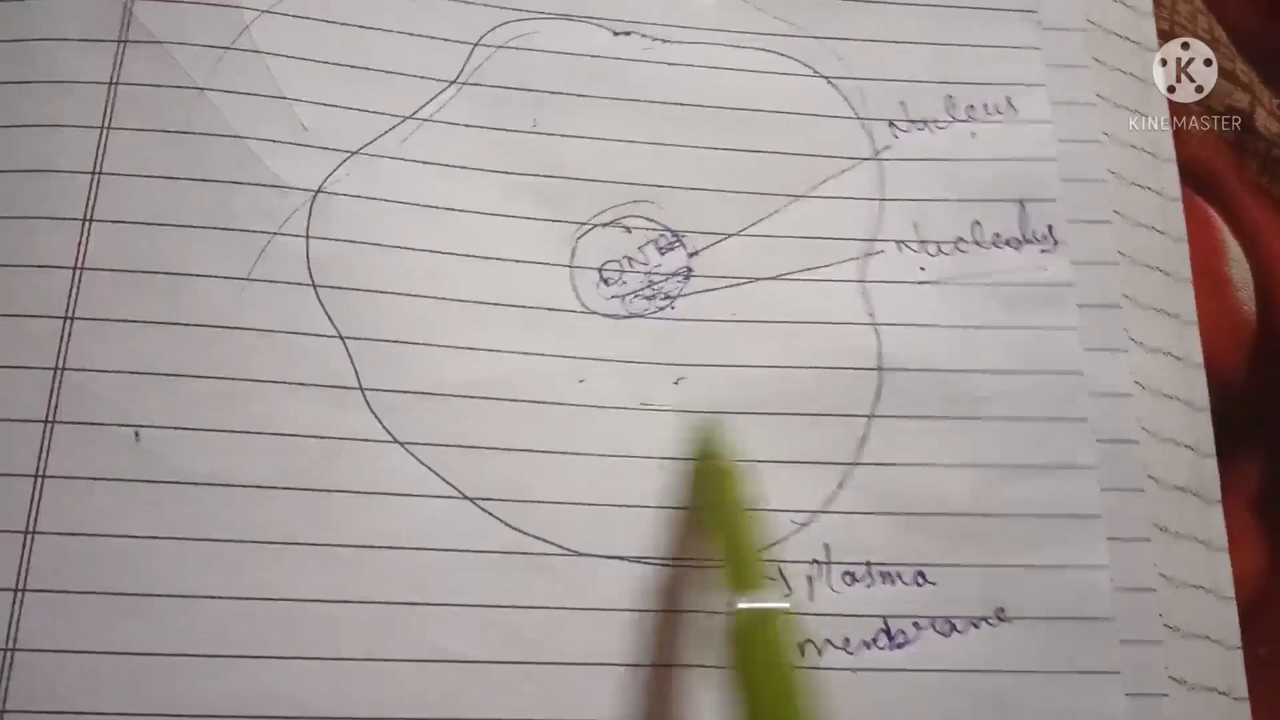 Nucleus
KINEMASTER
Nucleolus
DNA
Plasma
membrane